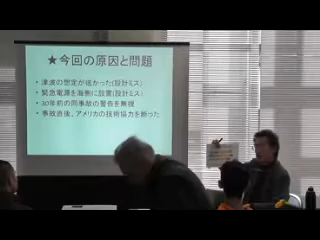 ★今回の原因と問題
• 津波の想定が低かった(設計ミス)
• 緊急電源を海側に放置(設計ミス)
• 40年前の同事故の警告を無視
• 事故直後、アメリカの技術協力を断った